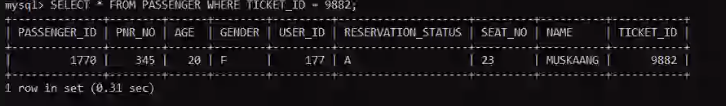 mysql> SELECT * FROM PASSENGER WHERE TICKET_ID = 9882;
+--------------+--------+------+--------+---------+--------------------+---------+----------+-----------+
| PASSENGER_ID | PNR_NO | AGE | GENDER | USER_ID | RESERVATION_STATUS | SEAT_NO | NAME | TICKET_ID |
+--------------+--------+------+--------+---------+--------------------+---------+----------+-----------+
| 1770 | 345 | 20 | F | 177 | A | 23 | MUSKAANG | 9882 |
+--------------+--------+------+--------+---------+--------------------+---------+----------+-----------+
1 row in set (0.31 sec)